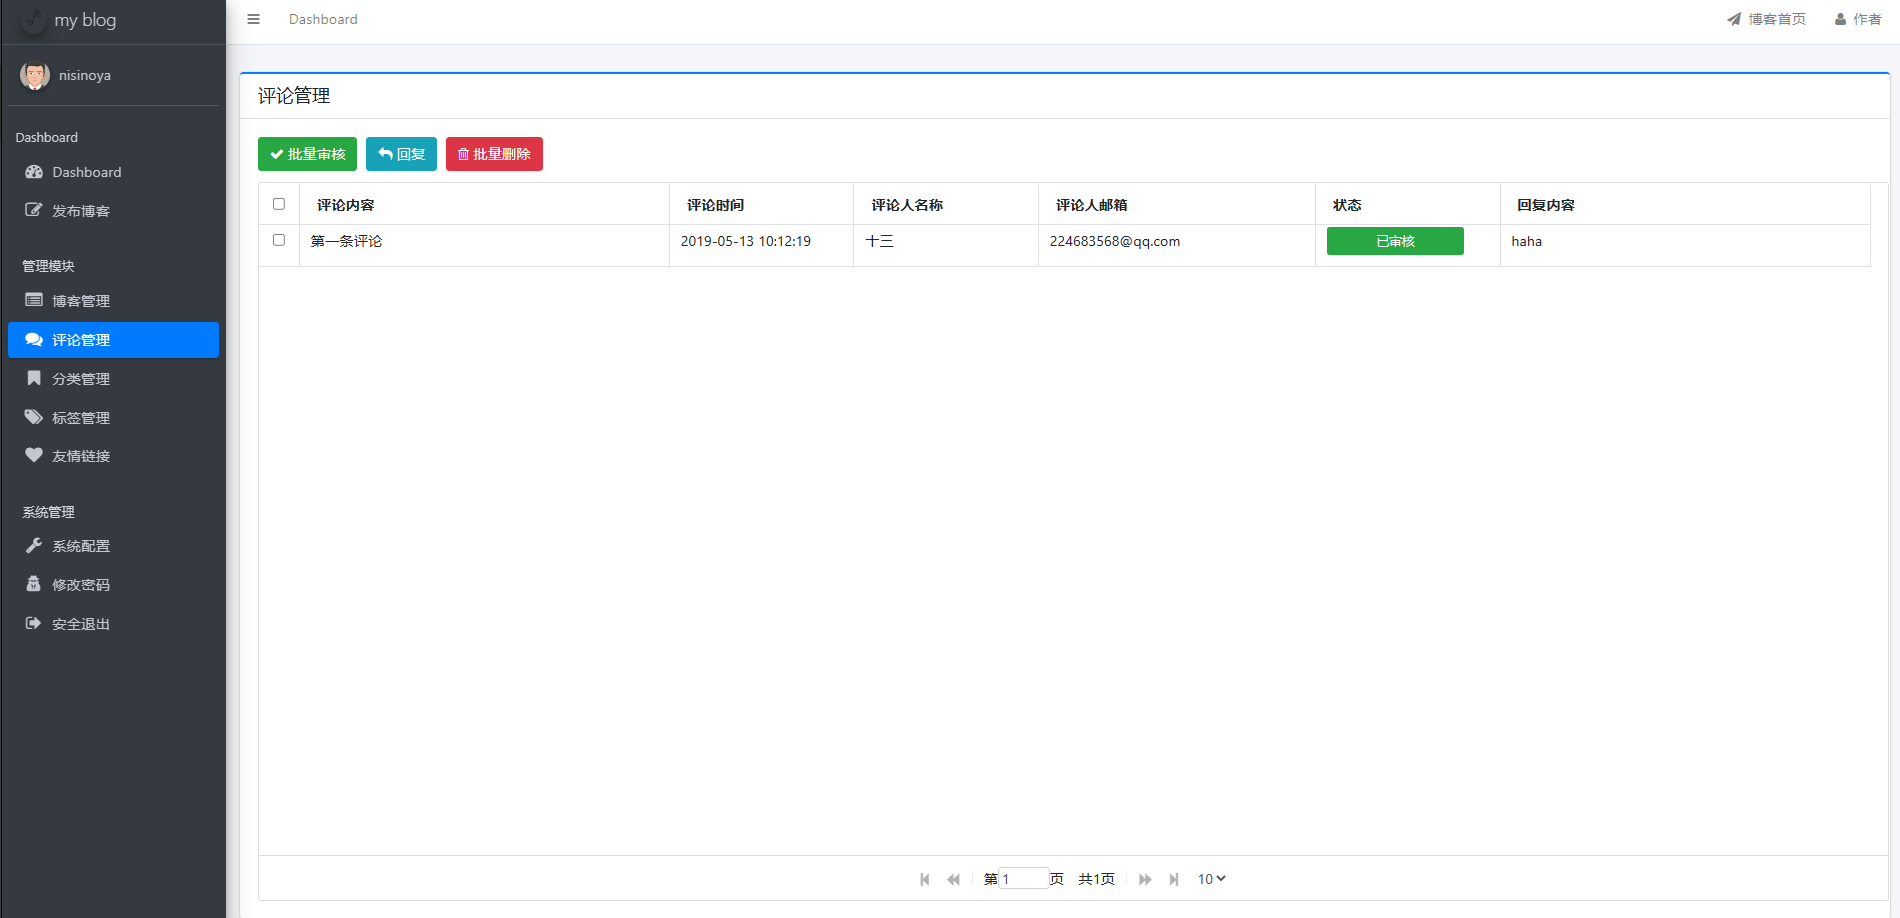 my blog
nisinoya
Dashboard
Dashboard
发布博客
管理模块
博客管理
评论管理
分类管理
标签管理
友情链接
系统管理
系统配置
修改密码
安全退出
Dashboard
博客首页 作者
评论管理
批量审核 回复 批量删除
评论内容 评论时间 评论人名称 评论人邮箱 状态 回复内容
第一条评论 2019-05-13 10:12:19 十三 224683568@qq.com 已审核 haha
第 1 页 共1页 10